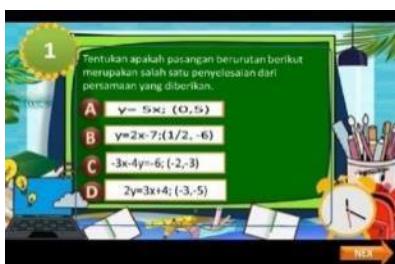 1
Tentukan apakah pasangan berurutan berikut
merupakan salah satu penyelesaian dari
persamaan yang diberikan.
A y= 5x; (0,5)
B y=2x-7;(1/2, -6)
C -3x-4y=-6; (-2,-3)
D 2y=3x+4; (-3,-5)
NEX